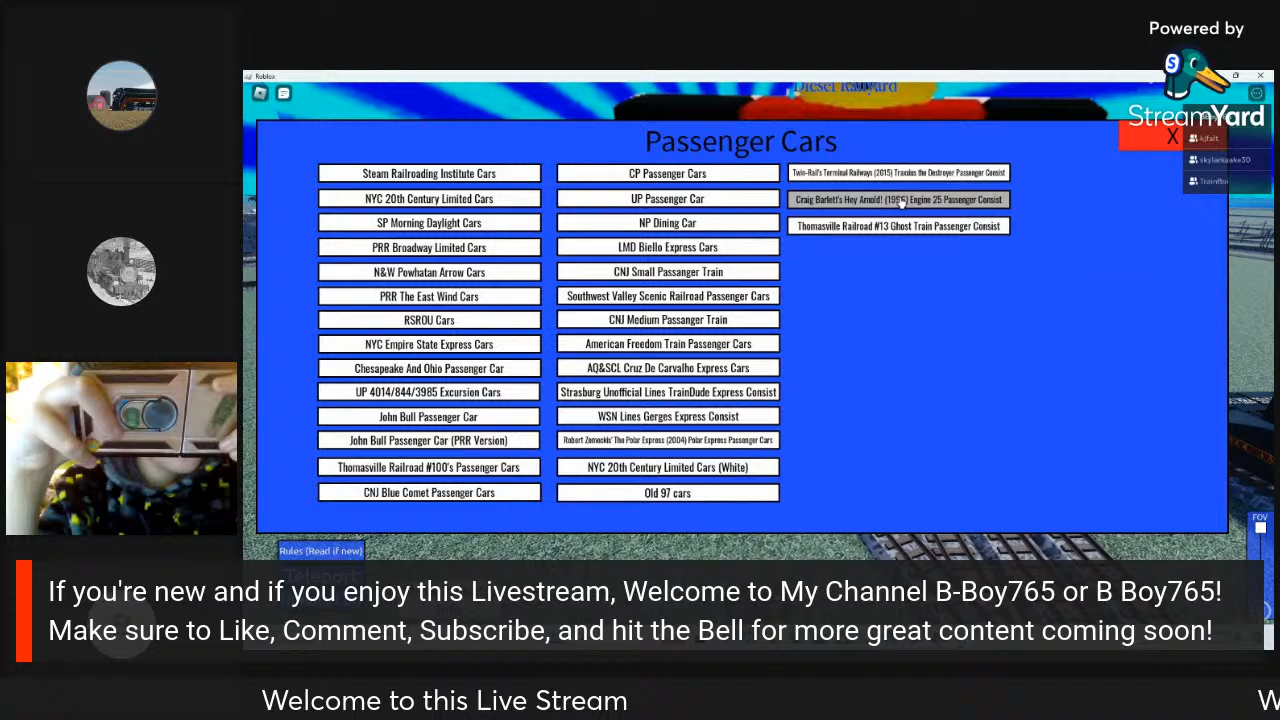 Powered by
StreamYard
Roblox
Diesel Railyard
Passenger Cars
X
kjfalt
skylarkaake30
Steam Railroading Institute Cars
NYC 20th Century Limited Cars
SP Morning Daylight Cars
PRR Broadway Limited Cars
N&W Powhatan Arrow Cars
PRR The East Wind Cars
RSROU Cars
NYC Empire State Express Cars
Chesapeake And Ohio Passenger Car
UP 4014/844/3985 Excursion Cars
John Bull Passenger Car
John Bull Passenger Car (PRR Version)
Thomasville Railroad #100's Passenger Cars
CNJ Blue Comet Passenger Cars
CP Passenger Cars
UP Passenger Car
NP Dining Car
LMD Biello Express Cars
CNJ Small Passanger Train
Southwest Valley Scenic Railroad Passenger Cars
CNJ Medium Passanger Train
American Freedom Train Passenger Cars
AQ&SCL Cruz De Carvalho Express Cars
Strasburg Unofficial Lines TrainDude Express Consist
WSN Lines Gerges Express Consist
Robert Zemeckis' The Polar Express (2004) Polar Express Passenger Cars
NYC 20th Century Limited Cars (White)
Old 97 cars
Twin-Rail's Terminal Railways (2015) Traxxius the Destroyer Passenger Consist
Craig Barlett's Hey Arnold! (1996) Engine 25 Passenger Consist
Thomasville Railroad #13 Ghost Train Passenger Consist
Rules (Read if new)
Teleport
FOV
If you're new and if you enjoy this Livestream, Welcome to My Channel B-Boy765 or B Boy765!
Make sure to Like, Comment, Subscribe, and hit the Bell for more great content coming soon!
Welcome to this Live Stream
W